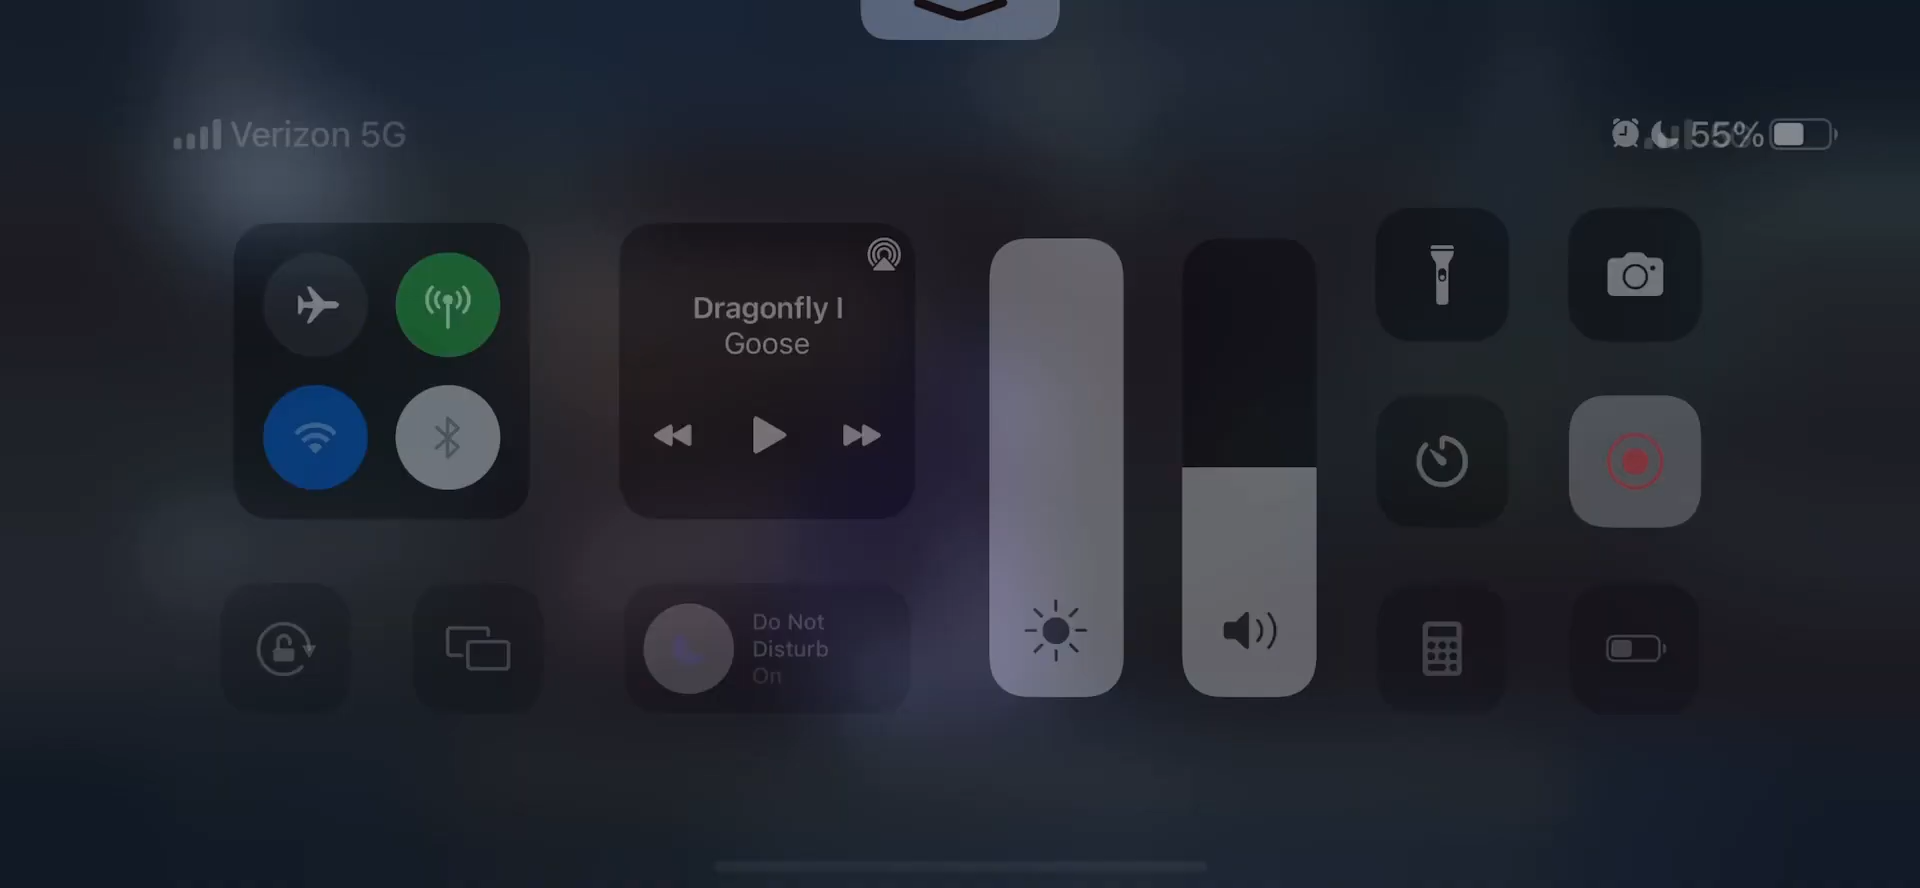 Verizon 5G
55%
Dragonfly I
Goose
Do Not
Disturb
On